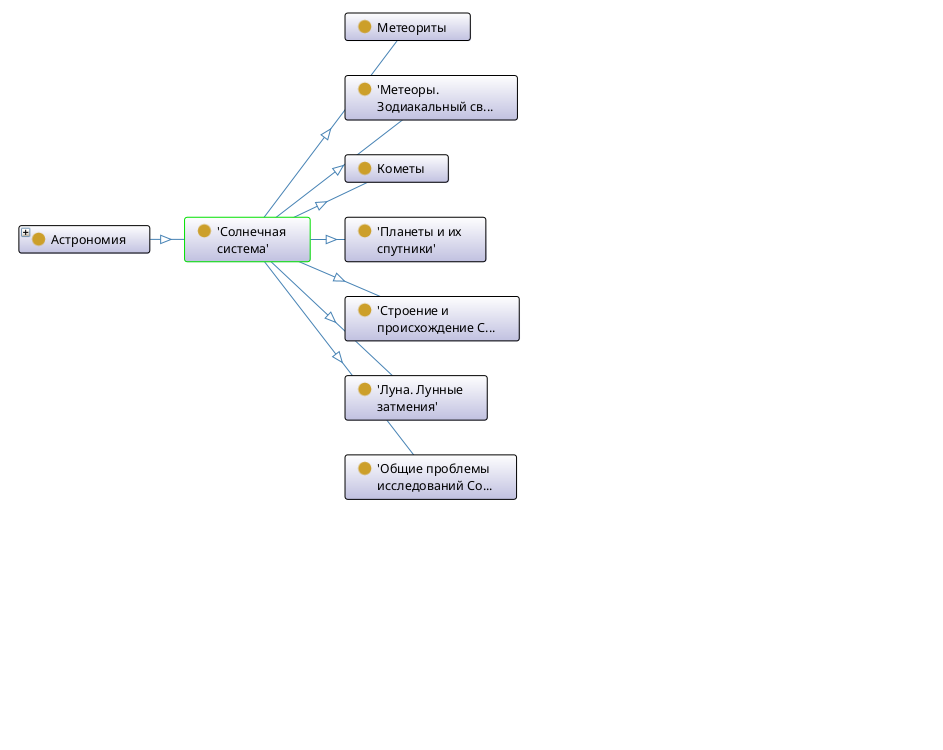 Метеориты
'Метеоры.
Зодиакальный св...
Кометы
Астрономия
'Солнечная
система'
'Планеты и их
спутники'
'Строение и
происхождение С...
'Луна. Лунные
затмения'
'Общие проблемы
исследований Со...